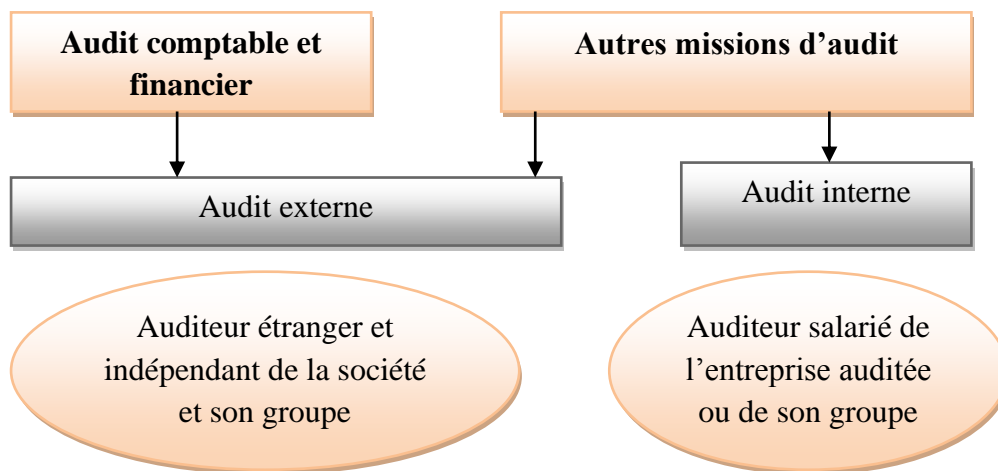 Audit comptable et
financier
Autres missions d’audit
Audit externe
Audit interne
Auditeur étranger et
indépendant de la société
et son groupe
Auditeur salarié de
l’entreprise auditée
ou de son groupe